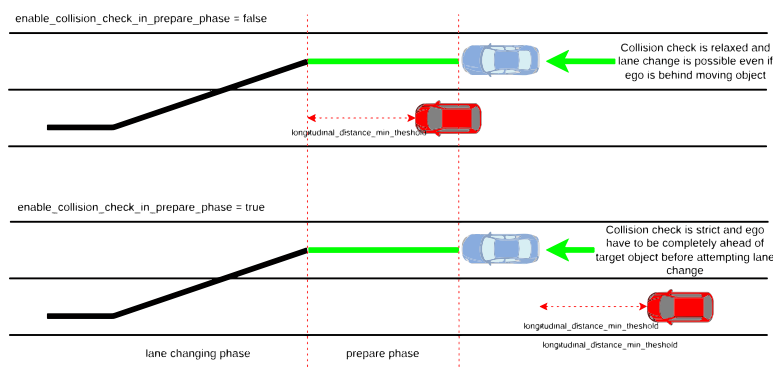 enable_collision_check_in_prepare_phase = false
Collision check is relaxed and
lane change is possible even if
ego is behind moving object
longitudinal_distance_min_theshold
enable_collision_check_in_prepare_phase = true
Collision check is strict and ego
have to be completely ahead of
target object before attempting lane
change
longitudinal_distance_min_theshold
longitudinal_distance_min_theshold
lane changing phase
prepare phase